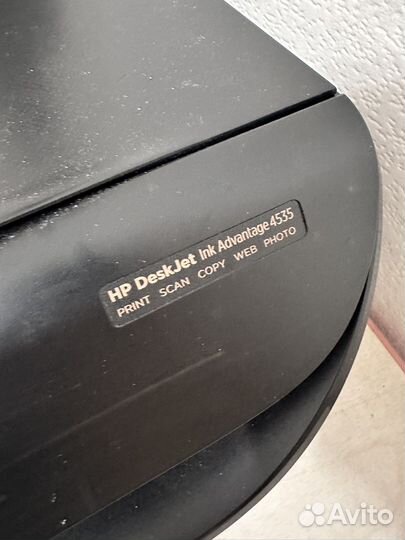 HP DeskJet Ink Advantage 4535
PRINT SCAN COPY WEB PHOTO
Avito